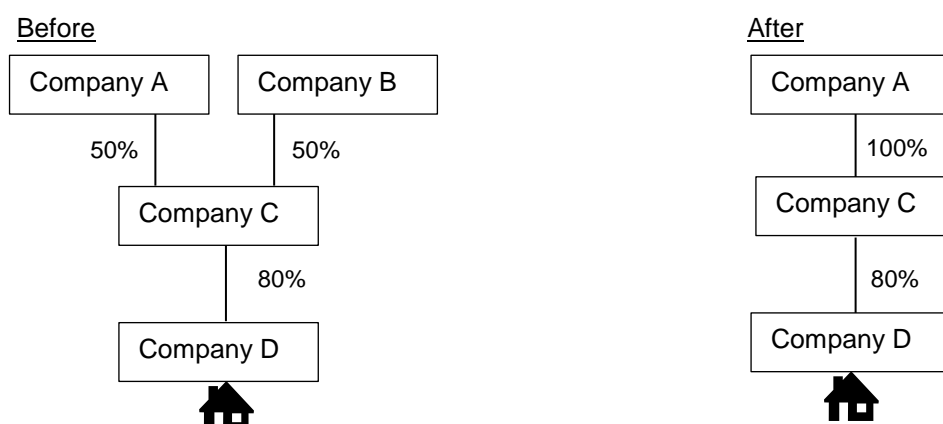 Before
Company A
Company B
50%
50%
Company C
80%
Company D
After
Company A
100%
Company C
80%
Company D